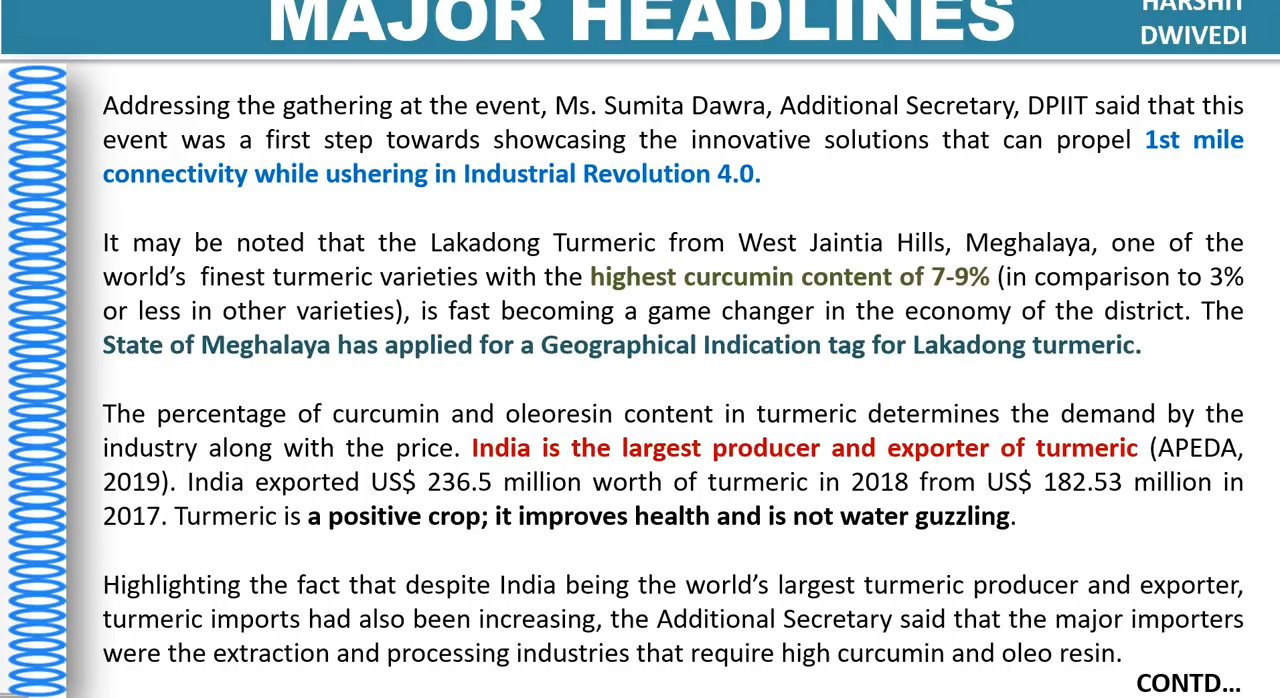 MAJOR HEADLINES
HARSHIT
DWIVEDI
Addressing the gathering at the event, Ms. Sumita Dawra, Additional Secretary, DPIIT said that this
event was a first step towards showcasing the innovative solutions that can propel 1st mile
connectivity while ushering in Industrial Revolution 4.0.
It may be noted that the Lakadong Turmeric from West Jaintia Hills, Meghalaya, one of the
world’s finest turmeric varieties with the highest curcumin content of 7-9% (in comparison to 3%
or less in other varieties), is fast becoming a game changer in the economy of the district. The
State of Meghalaya has applied for a Geographical Indication tag for Lakadong turmeric.
The percentage of curcumin and oleoresin content in turmeric determines the demand by the
industry along with the price. India is the largest producer and exporter of turmeric (APEDA,
2019). India exported US$ 236.5 million worth of turmeric in 2018 from US$ 182.53 million in
2017. Turmeric is a positive crop; it improves health and is not water guzzling.
Highlighting the fact that despite India being the world’s largest turmeric producer and exporter,
turmeric imports had also been increasing, the Additional Secretary said that the major importers
were the extraction and processing industries that require high curcumin and oleo resin.
CONTD...